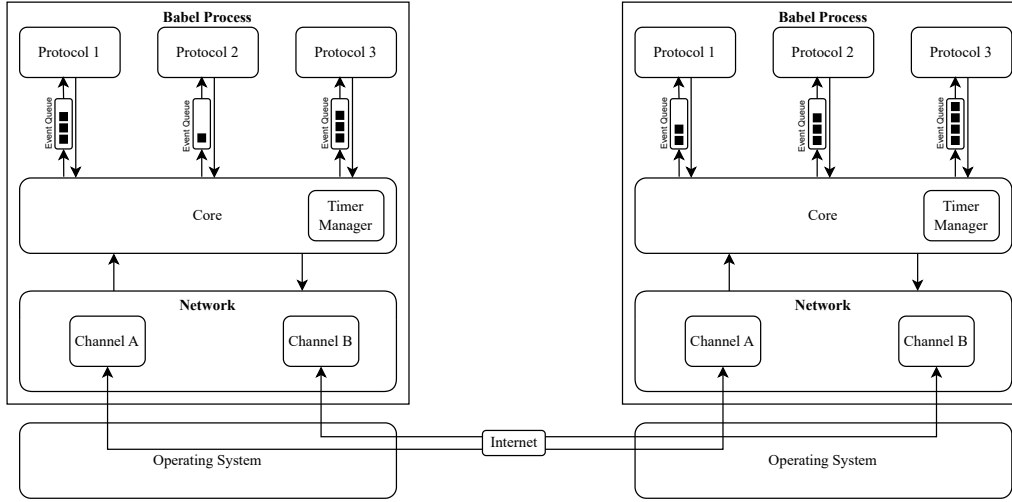 Babel Process
Babel Process
Protocol 1
Protocol 2
Protocol 3
Protocol 1
Protocol 2
Protocol 3
Event Queue
Event Queue
Event Queue
Event Queue
Event Queue
Event Queue
Core
Timer
Manager
Core
Timer
Manager
Network
Network
Channel A
Channel B
Channel A
Channel B
Internet
Operating System
Operating System